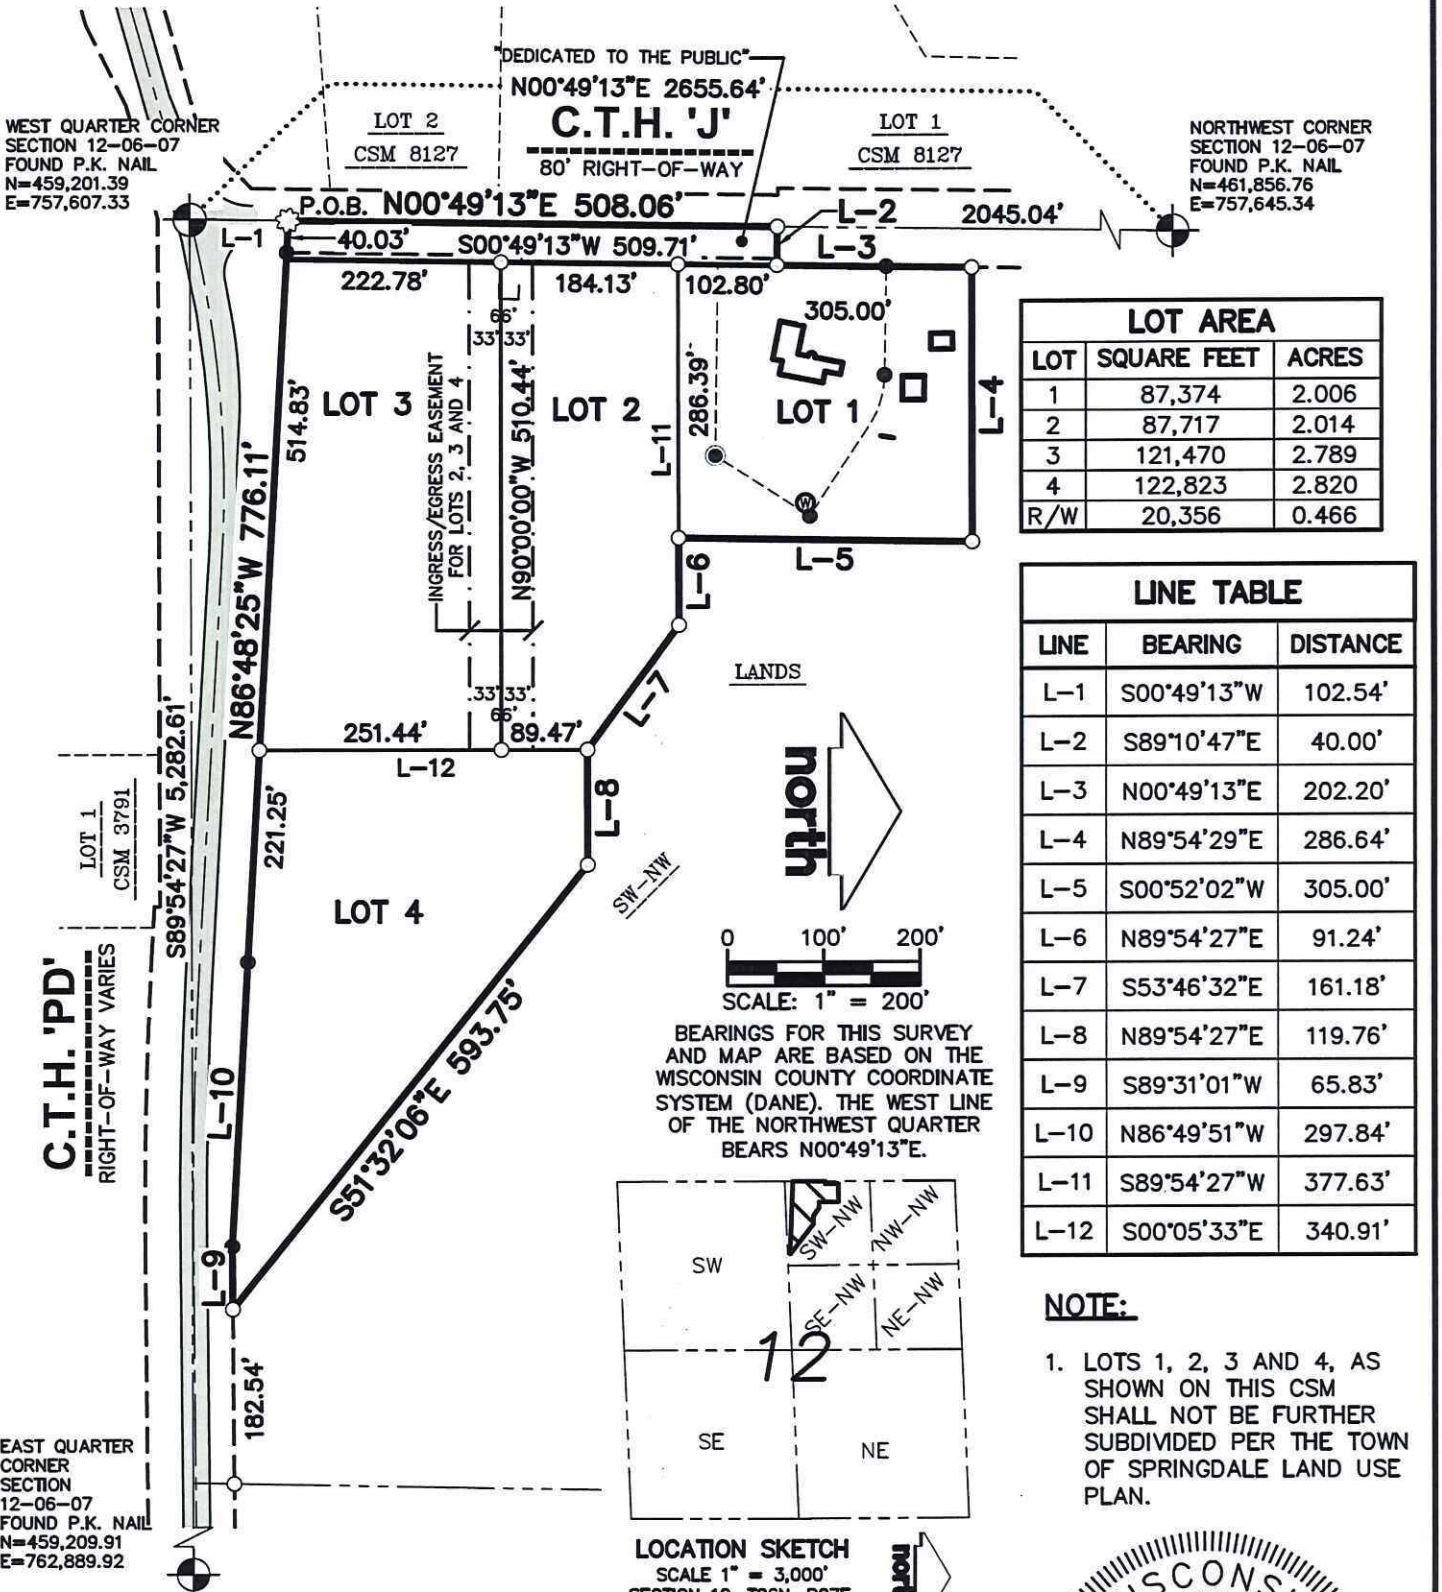 "DEDICATED TO THE PUBLIC"
N00°49'13"E 2655.64'
C.T.H. 'J'
80' RIGHT-OF-WAY
LOT 2
CSM 8127
LOT 1
CSM 8127
WEST QUARTER CORNER
SECTION 12-06-07
FOUND P.K. NAIL
N=459,201.39
E=757,607.33
NORTHWEST CORNER
SECTION 12-06-07
FOUND P.K. NAIL
N=461,856.76
E=757,645.34
P.O.B. N00°49'13"E 508.06'
L-2
2045.04'
L-1
40.03'
S00°49'13"W 509.71'
L-3
222.78'
184.13'
102.80'
305.00'
66'
33' 33'
INGRESS/EGRESS EASEMENT
FOR LOTS 2, 3 AND 4
N90°00'00"W 510.44'
514.83'
N86°48'25"W 776.11'
LOT 3
LOT 2
L-11
286.39'
LOT 1
W
L-4
L-5
L-6
L-7
LANDS
33' 33'
66'
251.44'
89.47'
L-12
L-8
221.25'
LOT 4
SW-NW
S89°54'27"W 5,282.61'
LOT 1
CSM 3791
C.T.H. 'PD'
RIGHT-OF-WAY VARIES
L-10
S51°32'06"E 593.75'
L-9
182.54'
EAST QUARTER
CORNER
SECTION
12-06-07
FOUND P.K. NAIL
N=459,209.91
E=762,889.92
north
0 100' 200'
SCALE: 1" = 200'
BEARINGS FOR THIS SURVEY
AND MAP ARE BASED ON THE
WISCONSIN COUNTY COORDINATE
SYSTEM (DANE). THE WEST LINE
OF THE NORTHWEST QUARTER
BEARS N00°49'13"E.
SW
SW-NW
NW-NW
SE-NW
NE-NW
12
SE
NE
LOCATION SKETCH
SCALE 1" = 3,000'
LOT AREA
LOT SQUARE FEET ACRES
1 87,374 2.006
2 87,717 2.014
3 121,470 2.789
4 122,823 2.820
R/W 20,356 0.466
LINE TABLE
LINE BEARING DISTANCE
L-1 S00°49'13"W 102.54'
L-2 S89°10'47"E 40.00'
L-3 N00°49'13"E 202.20'
L-4 N89°54'29"E 286.64'
L-5 S00°52'02"W 305.00'
L-6 N89°54'27"E 91.24'
L-7 S53°46'32"E 161.18'
L-8 N89°54'27"E 119.76'
L-9 S89°31'01"W 65.83'
L-10 N86°49'51"W 297.84'
L-11 S89°54'27"W 377.63'
L-12 S00°05'33"E 340.91'
NOTE:
1. LOTS 1, 2, 3 AND 4, AS
SHOWN ON THIS CSM
SHALL NOT BE FURTHER
SUBDIVIDED PER THE TOWN
OF SPRINGDALE LAND USE
PLAN.